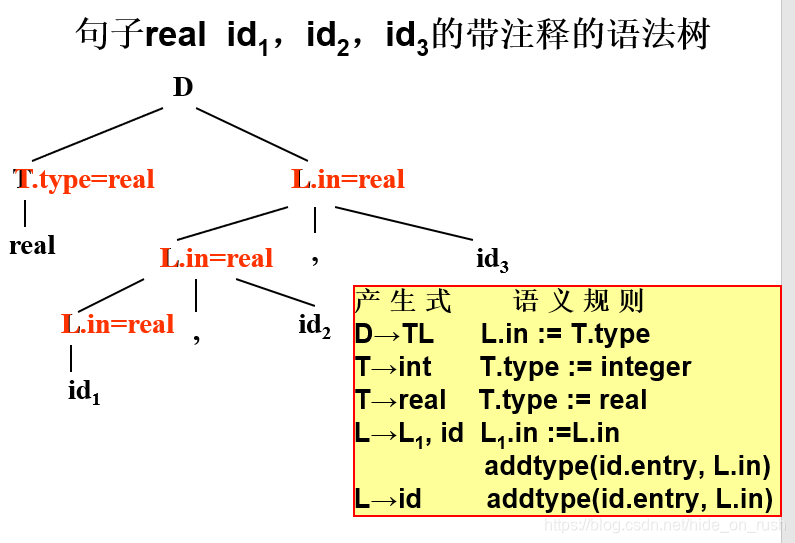 句子real id1，id2，id3的带注释的语法树
D
T.type=real L.in=real
real L.in=real , id3
L.in=real , id2
id1
产 生 式 语 义 规 则
D→TL L.in := T.type
T→int T.type := integer
T→real T.type := real
L→L1, id L1.in :=L.in
addtype(id.entry, L.in)
L→id addtype(id.entry, L.in)
https://blog.csdn.net/hide_on_rush